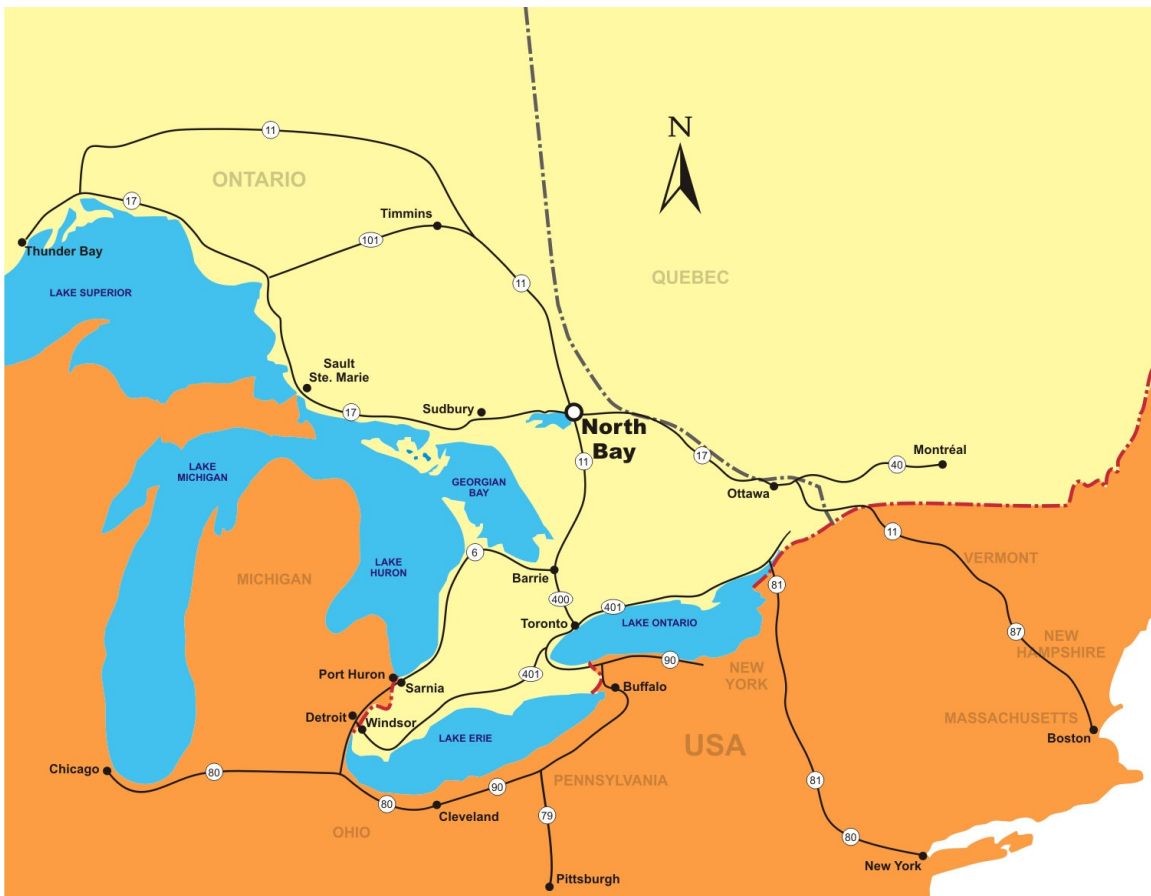 N
11
ONTARIO
17
Timmins
101
Thunder Bay
11
QUEBEC
LAKE SUPERIOR
Sault
Ste. Marie
17
Sudbury
North
Bay
11
17
Montréal
40
LAKE
MICHIGAN
GEORGIAN
BAY
Ottawa
11
6
LAKE
HURON
VERMONT
MICHIGAN
Barrie
81
400
401
Toronto
LAKE ONTARIO
87
NEW
HAMPSHIRE
90
401
NEW
YORK
Port Huron
Sarnia
Buffalo
Detroit
Windsor
MASSACHUSETTS
LAKE ERIE
USA
Boston
Chicago
80
PENNSYLVANIA
90
81
80
Cleveland
79
OHIO
80
New York
Pittsburgh